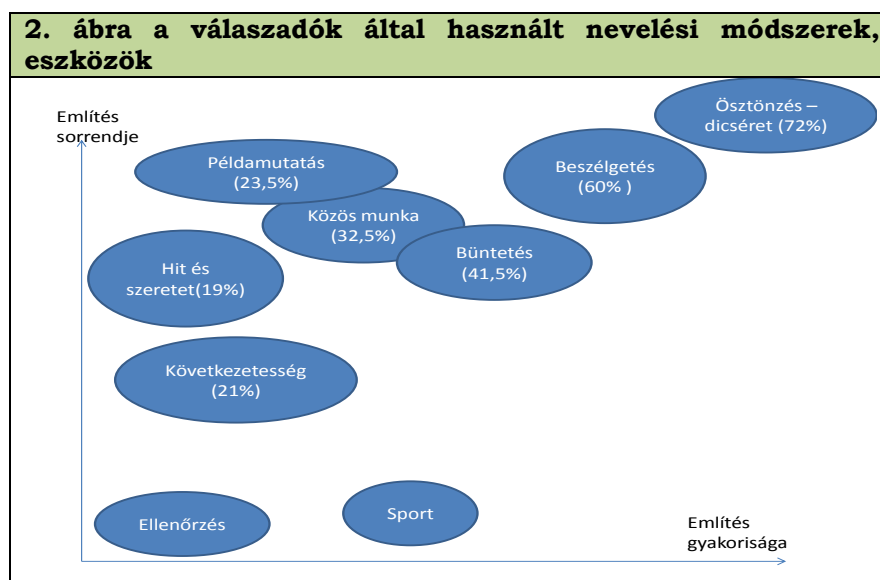 2. ábra a válaszadók által használt nevelési módszerek,
eszközök
Említés
sorrendje
Ösztönzés –
dicséret (72%)
Példamutatás
(23,5%)
Beszélgetés
(60% )
Közös munka
(32,5%)
Büntetés
(41,5%)
Hit és
szeretet(19%)
Következetesség
(21%)
Ellenőrzés
Sport
Említés
gyakorisága